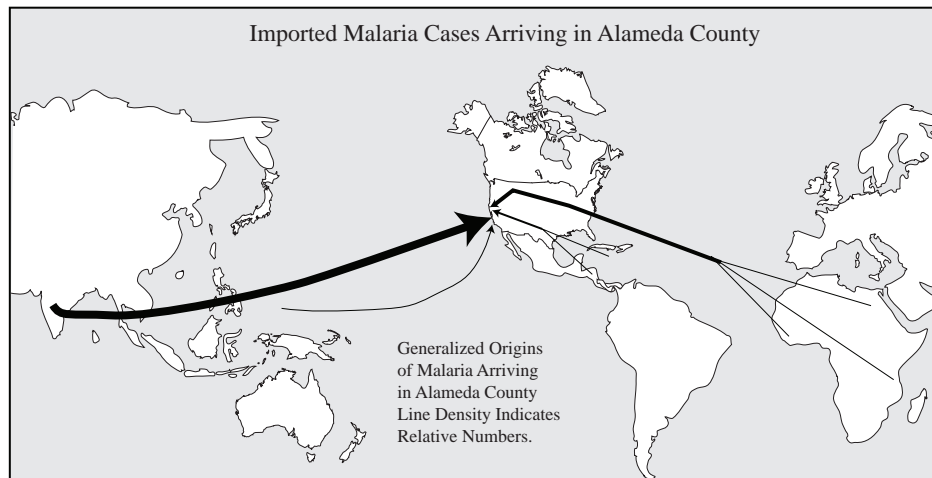 Imported Malaria Cases Arriving in Alameda County
Generalized Origins
of Malaria Arriving
in Alameda County
Line Density Indicates
Relative Numbers.